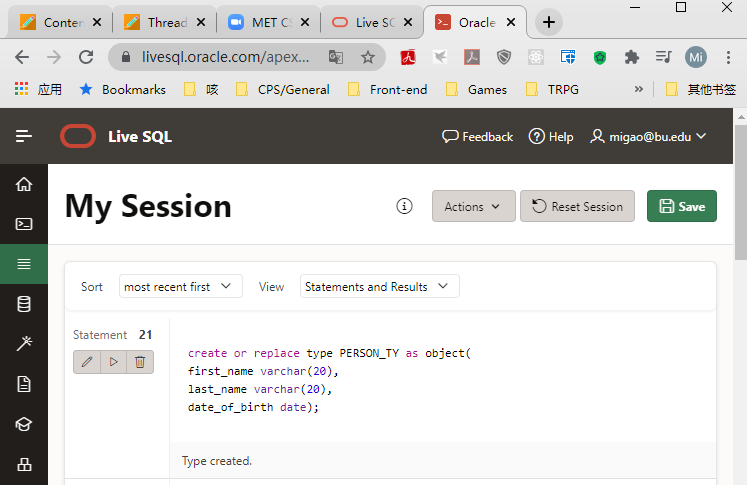 Conten
Thread
MET CS
Live SQ
Oracle
livesql.oracle.com/apex...
Mi
应用
Bookmarks
咳
CPS/General
Front-end
Games
TRPG
»
其他书签
Live SQL
Feedback
Help
migao@bu.edu
My Session
Actions
Reset Session
Save
Sort
most recent first
View
Statements and Results
Statement 21
create or replace type PERSON_TY as object(
first_name varchar(20),
last_name varchar(20),
date_of_birth date);
Type created.